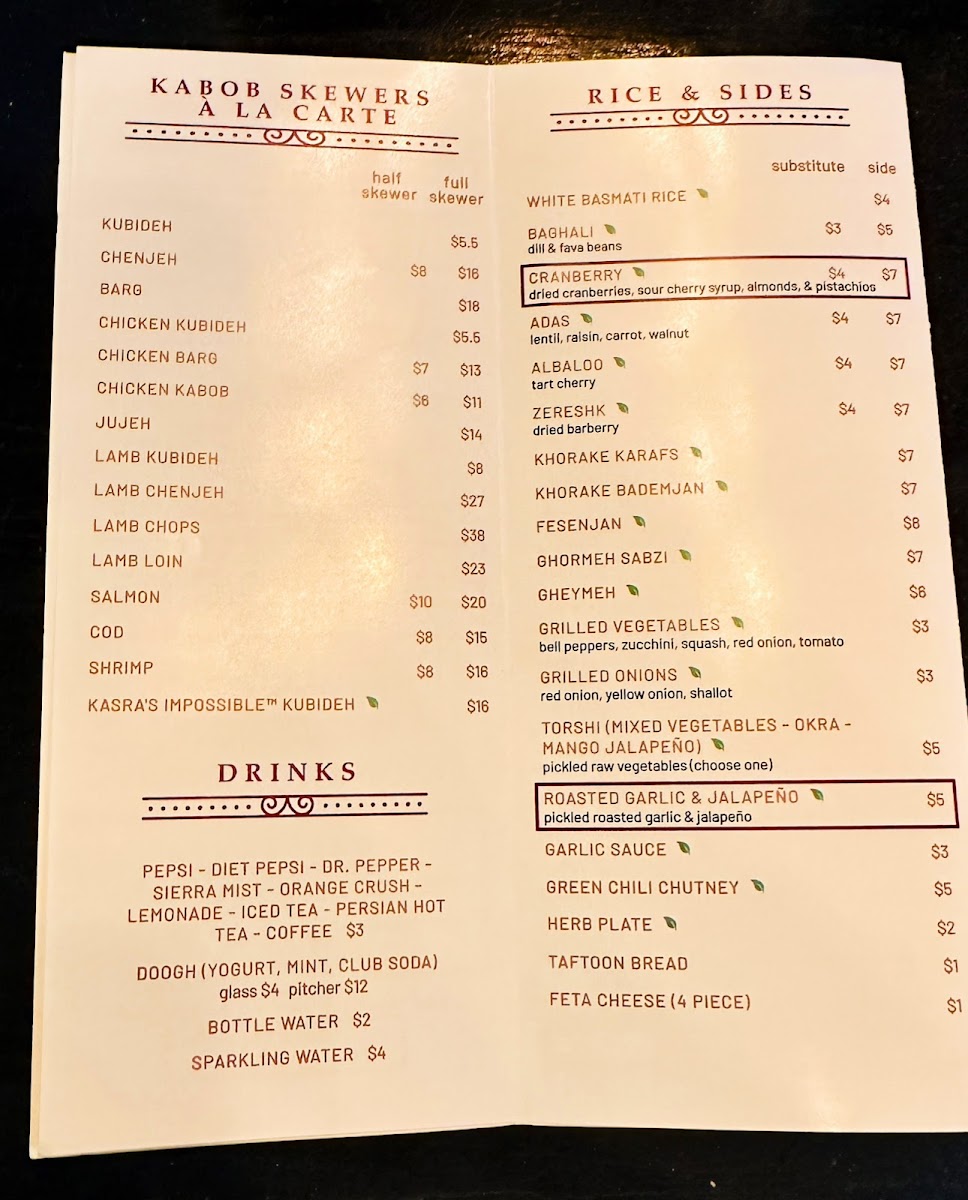 KABOB SKEWERS
À LA CARTE
half skewer full skewer
KUBIDEH $5.5
CHENJEH $8 $16
BARG $18
CHICKEN KUBIDEH $5.5
CHICKEN BARG $7 $13
CHICKEN KABOB $6 $11
JUJEH $14
LAMB KUBIDEH $8
LAMB CHENJEH $27
LAMB CHOPS $38
LAMB LOIN $23
SALMON $10 $20
COD $8 $15
SHRIMP $8 $16
KASRA'S IMPOSSIBLE™ KUBIDEH $16
DRINKS
PEPSI - DIET PEPSI - DR. PEPPER -
SIERRA MIST - ORANGE CRUSH -
LEMONADE - ICED TEA - PERSIAN HOT
TEA - COFFEE $3
DOOGH (YOGURT, MINT, CLUB SODA)
glass $4 pitcher $12
BOTTLE WATER $2
SPARKLING WATER $4
RICE & SIDES
substitute side
WHITE BASMATI RICE $4
BAGHALI $3 $5
dill & fava beans
CRANBERRY $4 $7
dried cranberries, sour cherry syrup, almonds, & pistachios
ADAS $4 $7
lentil, raisin, carrot, walnut
ALBALOO $4 $7
tart cherry
ZERESHK $4 $7
dried barberry
KHORAKE KARAFS $7
KHORAKE BADEMJAN $7
FESENJAN $8
GHORMEH SABZI $7
GHEYMEH $6
GRILLED VEGETABLES $3
bell peppers, zucchini, squash, red onion, tomato
GRILLED ONIONS $3
red onion, yellow onion, shallot
TORSHI (MIXED VEGETABLES - OKRA -
MANGO JALAPEÑO) $5
pickled raw vegetables (choose one)
ROASTED GARLIC & JALAPEÑO $5
pickled roasted garlic & jalapeño
GARLIC SAUCE $3
GREEN CHILI CHUTNEY $5
HERB PLATE $2
TAFTOON BREAD $1
FETA CHEESE (4 PIECE) $1